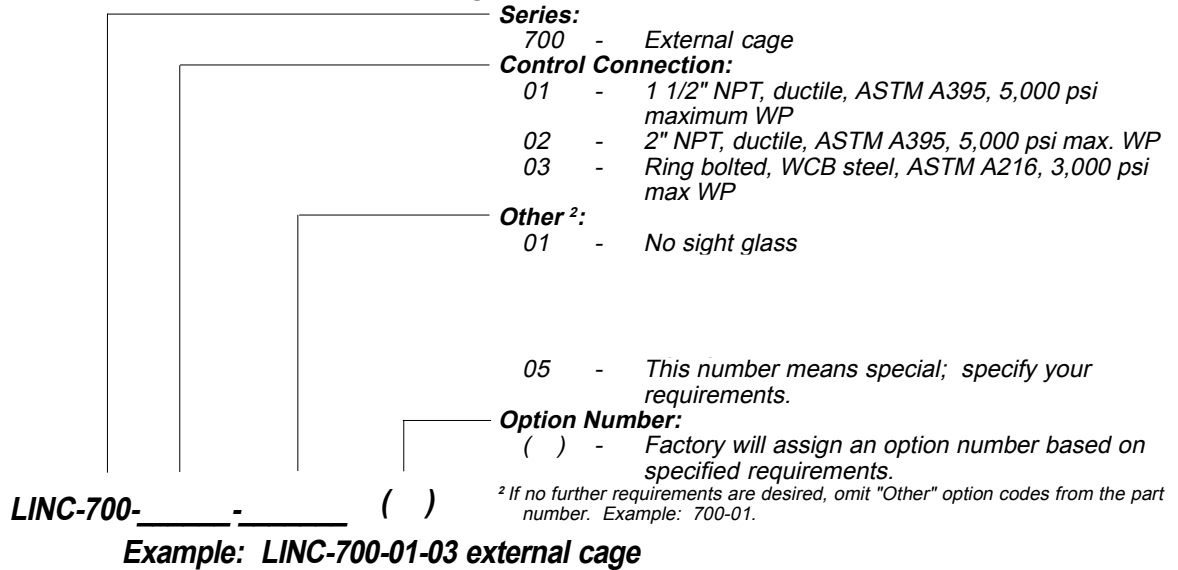 Series:
700 - External cage
Control Connection:
01 - 1 1/2" NPT, ductile, ASTM A395, 5,000 psi
maximum WP
02 - 2" NPT, ductile, ASTM A395, 5,000 psi max. WP
03 - Ring bolted, WCB steel, ASTM A216, 3,000 psi
max WP
Other ²:
01 - No sight glass
05 - This number means special; specify your
requirements.
Option Number:
( ) - Factory will assign an option number based on
specified requirements.
² If no further requirements are desired, omit "Other" option codes from the part
number. Example: 700-01.
LINC-700-______-_______ ( )
Example: LINC-700-01-03 external cage